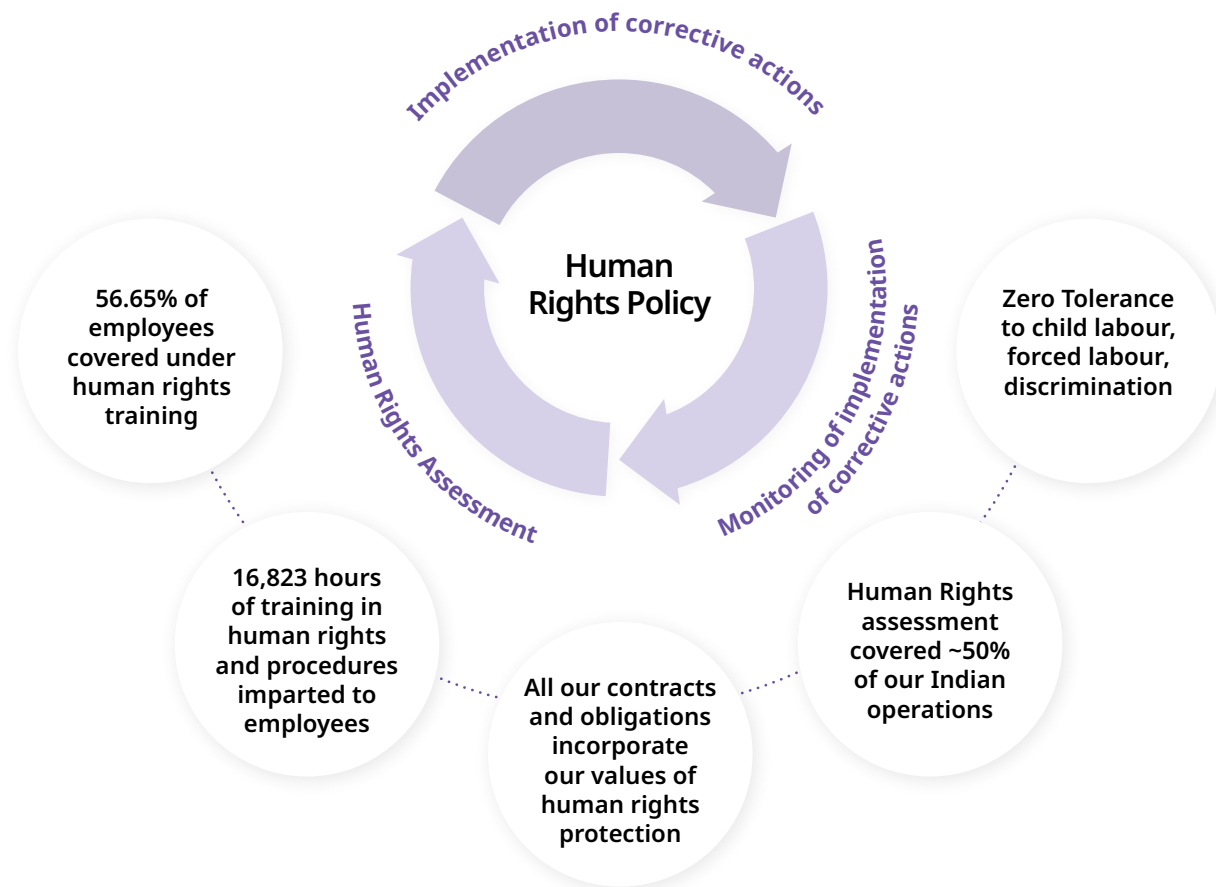 Implementation of corrective actions
Human
Rights Policy
Human Rights Assessment
Monitoring of implementation
of corrective actions
56.65% of
employees
covered under
human rights
training
16,823 hours
of training in
human rights
and procedures
imparted to
employees
All our contracts
and obligations
incorporate
our values of
human rights
protection
Human Rights
assessment
covered ~50%
of our Indian
operations
Zero Tolerance
to child labour,
forced labour,
discrimination